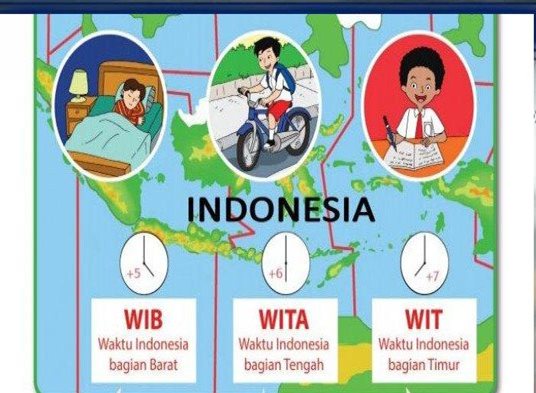 INDONESIA
+5
+6
+7
WIB
Waktu Indonesia
bagian Barat
WITA
Waktu Indonesia
bagian Tengah
WIT
Waktu Indonesia
bagian Timur